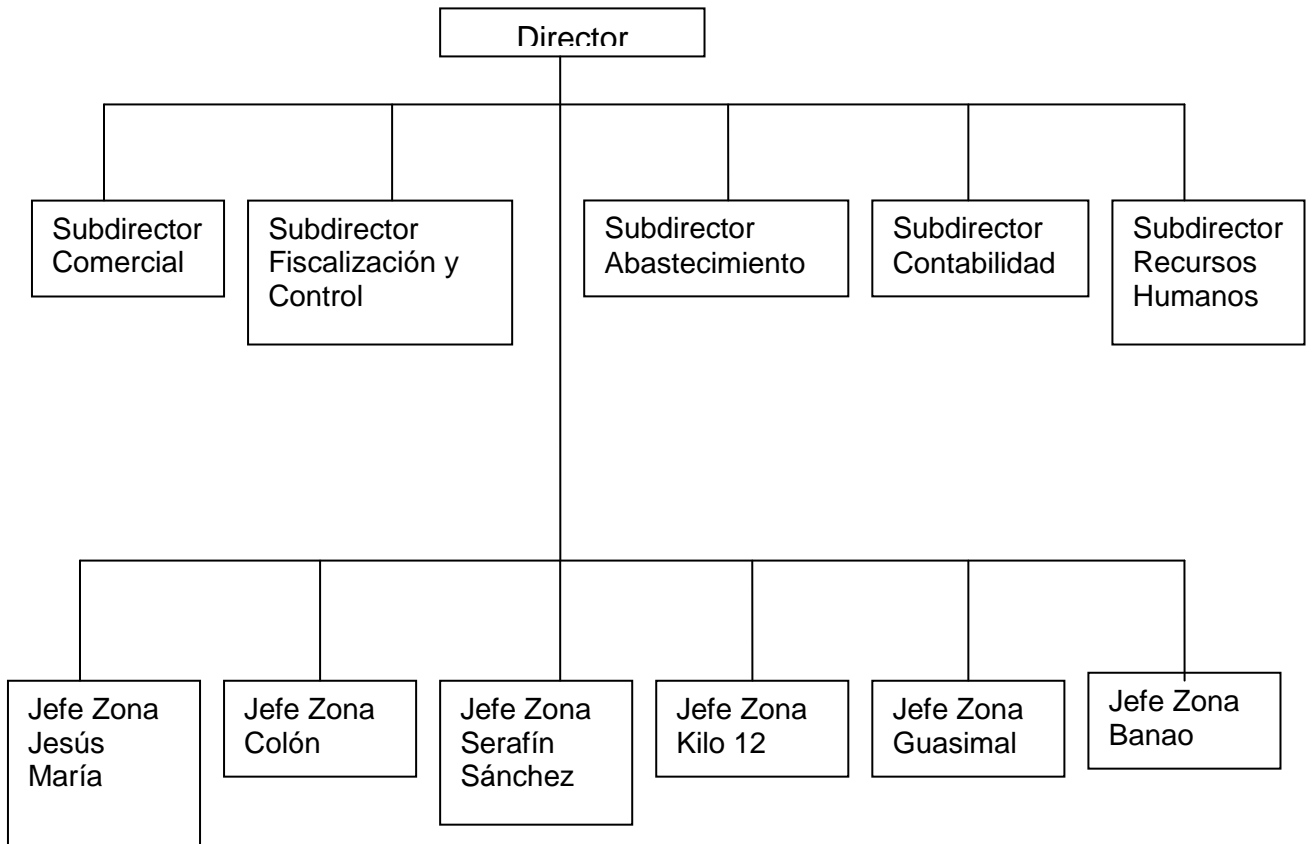 Director
Subdirector
Comercial
Subdirector
Fiscalización y
Control
Subdirector
Abastecimiento
Subdirector
Contabilidad
Subdirector
Recursos
Humanos
Jefe Zona
Jesús
María
Jefe Zona
Colón
Jefe Zona
Serafín
Sánchez
Jefe Zona
Kilo 12
Jefe Zona
Guasimal
Jefe Zona
Banao